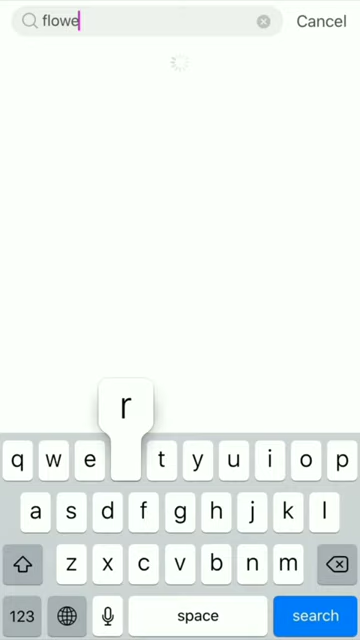 flowe
Cancel
r
q w e t y u i o p
a s d f g h j k l
z x c v b n m
123 space search